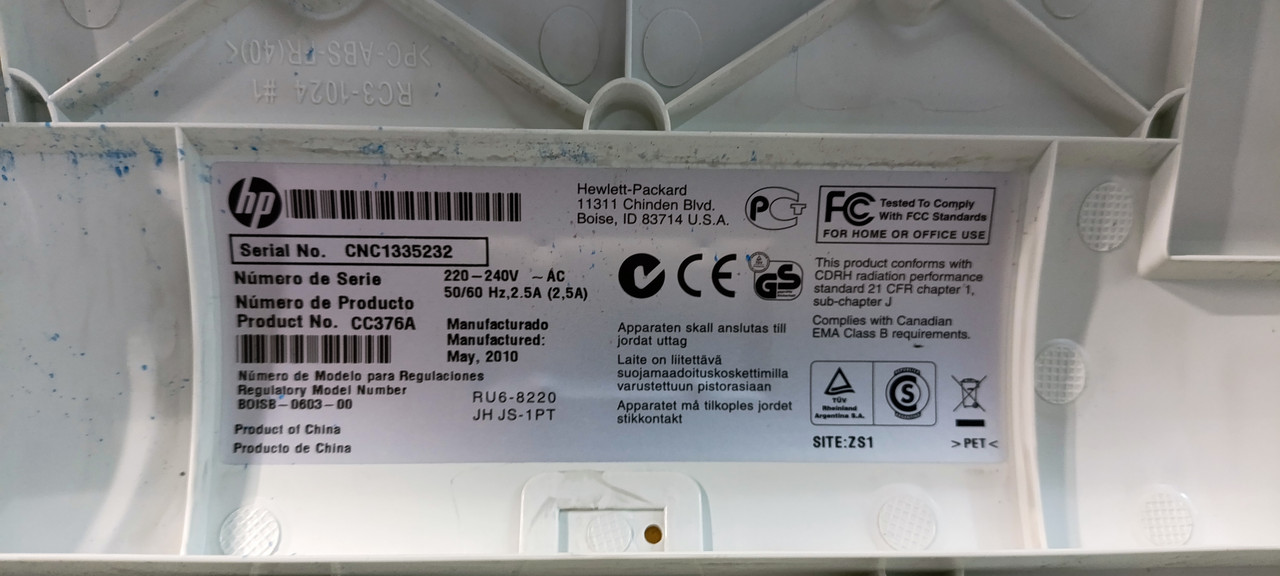 >PC-ABS-FR(40)<
RC3-1024 #1
hp
Hewlett-Packard
11311 Chinden Blvd.
Boise, ID 83714 U.S.A.
PCT
FC Tested To Comply
With FCC Standards
FOR HOME OR OFFICE USE
Serial No. CNC1335232
Número de Serie
220-240V ~ AC
50/60 Hz,2.5A (2,5A)
Número de Producto
Product No. CC376A
Manufacturado
Manufactured:
May, 2010
Número de Modelo para Regulaciones
Regulatory Model Number
BOISB-0603-00
RU6-8220
JH JS-1PT
Product of China
Producto de China
CE
GS
Apparaten skall anslutas till
jordat uttag
Laite on liitettävä
suojamaadoituskoskettimilla
varustettuun pistorasiaan
Apparatet må tilkoples jordet
stikkontakt
This product conforms with
CDRH radiation performance
standard 21 CFR chapter 1,
sub-chapter J
Complies with Canadian
EMA Class B requirements.
TÜV
Rheinland
Argentina S.A.
S
SITE:ZS1
>PET<